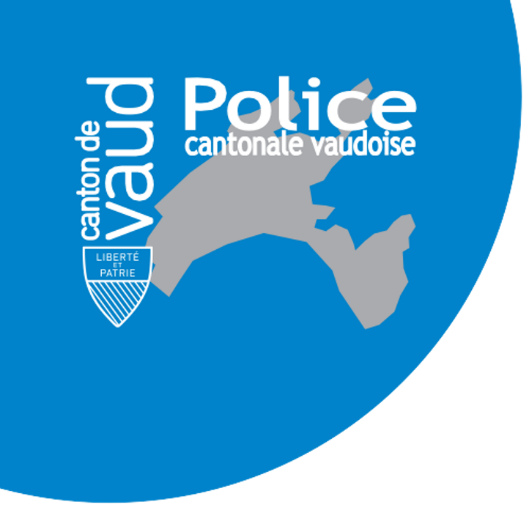 canton de
vaud
LIBERTÉ
ET
PATRIE
Police
cantonale vaudoise